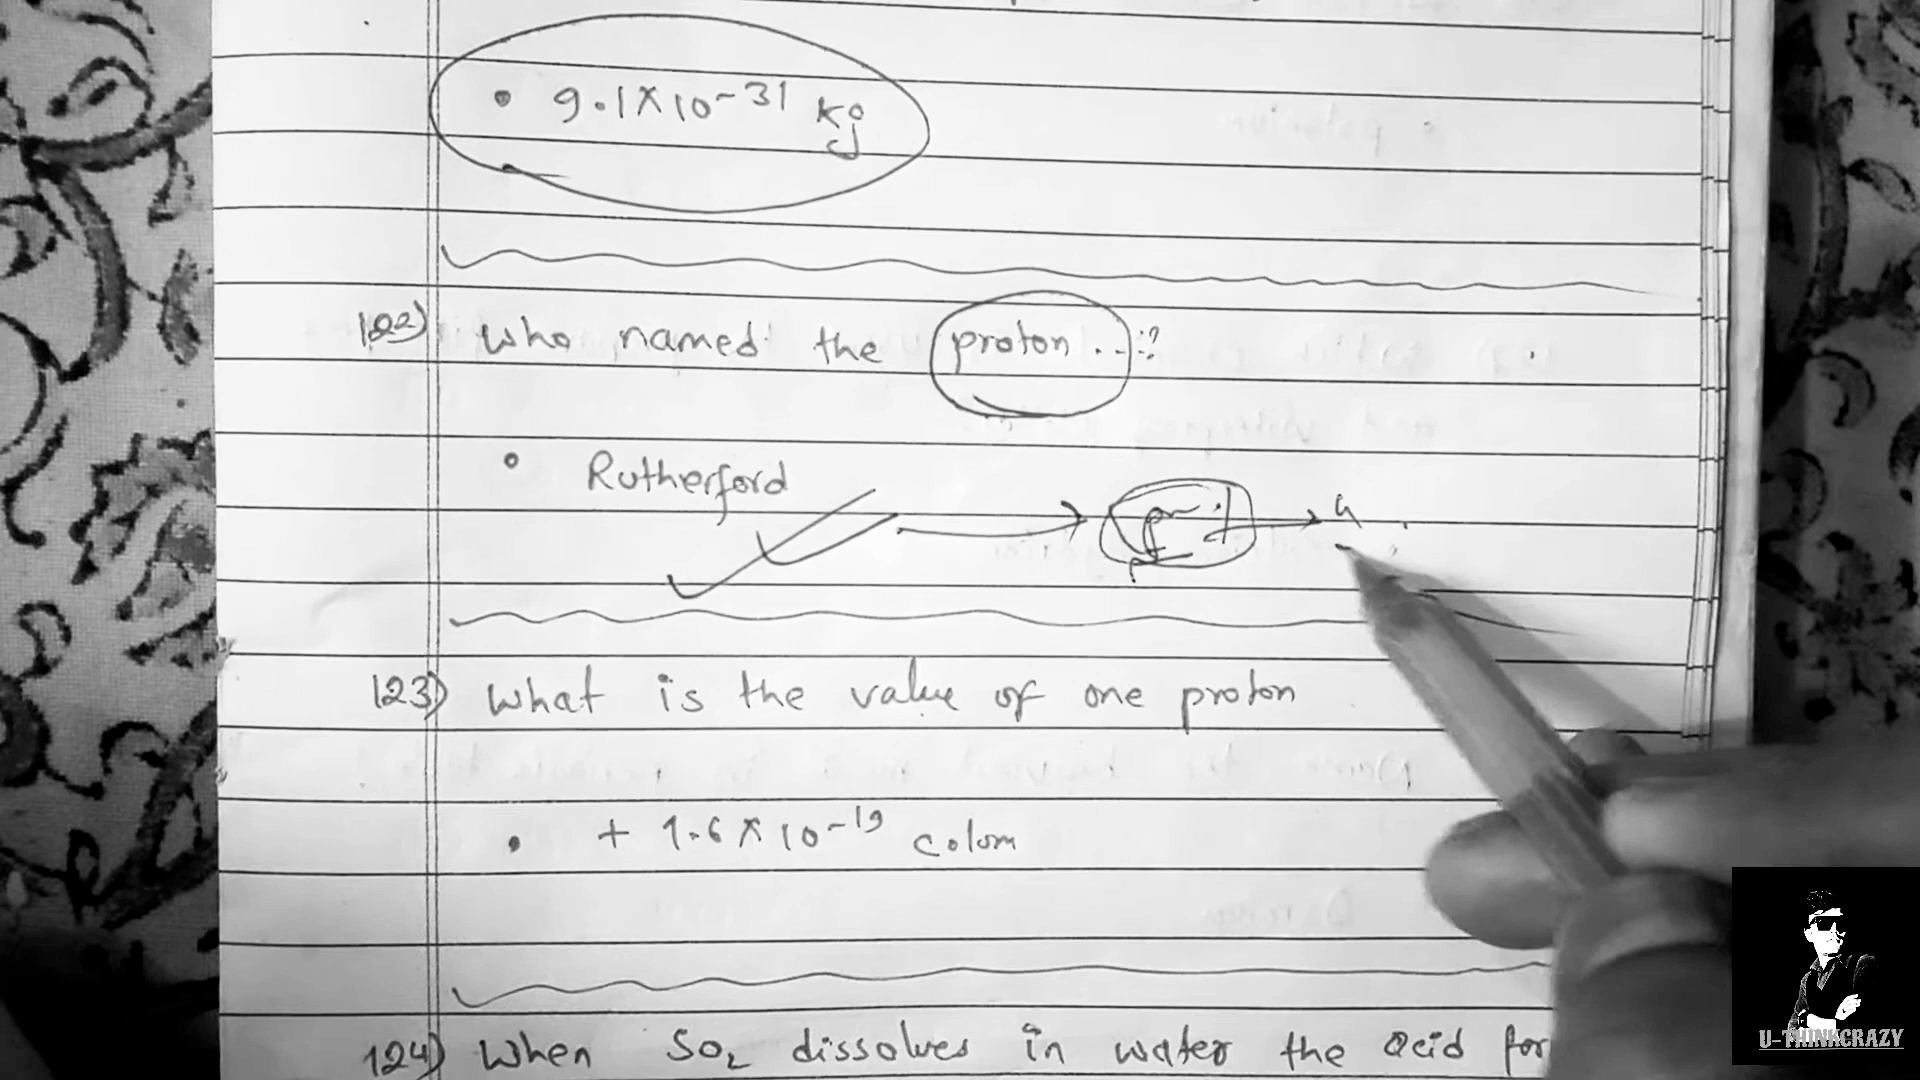 • 9.1×10-31 kg
122) who named the proton...?
• Rutherford
123) What is the value of one proton
• + 1.6×10-19 colom
124) When SO2 dissolves in water the acid for
U-THINKCRAZY